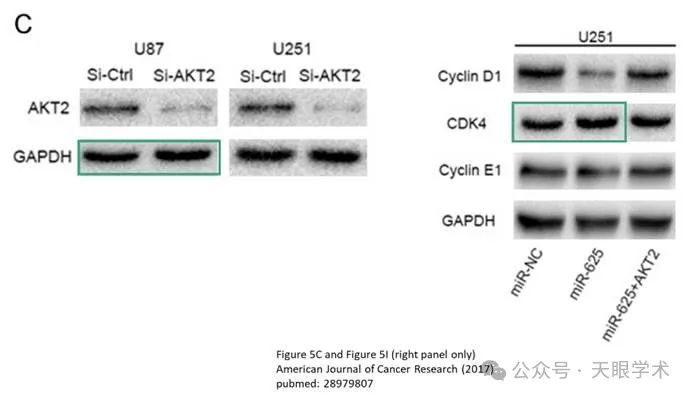 C
U87 U251
Si-Ctrl Si-AKT2 Si-Ctrl Si-AKT2
AKT2
GAPDH
U251
Cyclin D1
CDK4
Cyclin E1
GAPDH
miR-NC miR-625 miR-625+AKT2
Figure 5C and Figure 5I (right panel only)
American Journal of Cancer Research (2017)
pubmed: 28979807
公众号 · 天眼学术